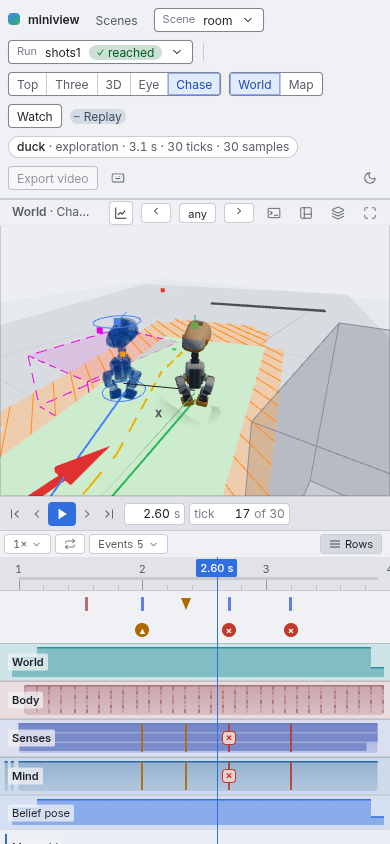 miniview Scenes Scene room
Run shots1 ✓ reached
Top Three 3D Eye Chase World Map
Watch – Replay
duck · exploration · 3.1 s · 30 ticks · 30 samples
Export video
World · Cha... any
x
2.60 s tick 17 of 30
1× Events 5 Rows
1 2 2.60 s 3 4
World
Body
Senses
Mind
Belief pose